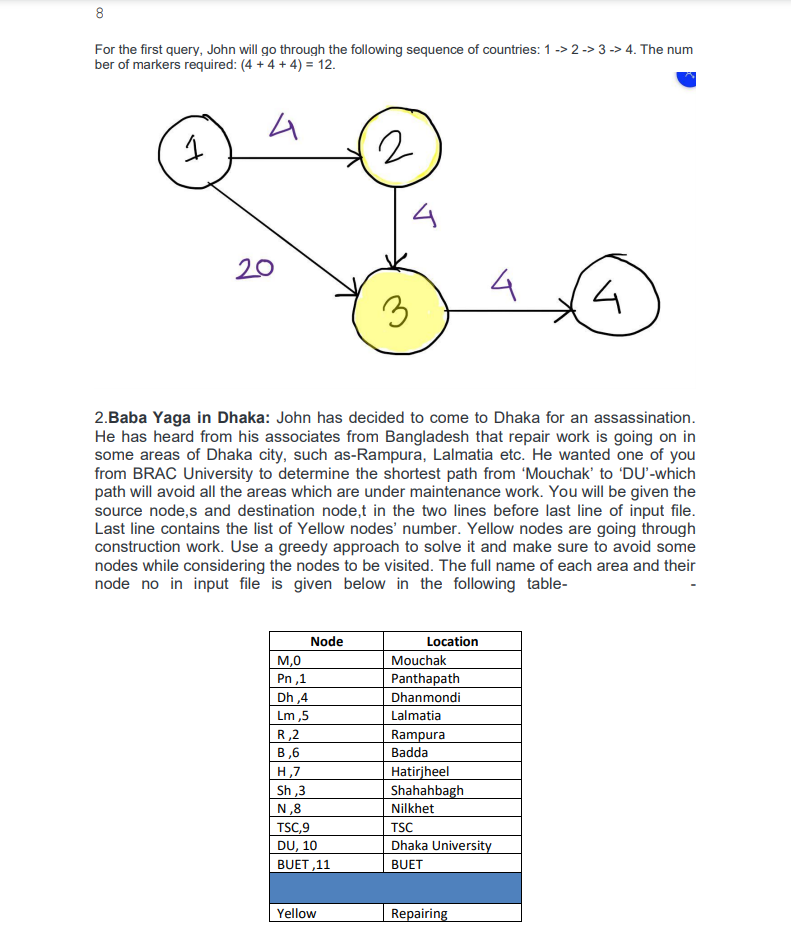 8
For the first query, John will go through the following sequence of countries: 1 -> 2 -> 3 -> 4. The num
ber of markers required: (4 + 4 + 4) = 12.
1
4
2
4
20
3
4
4
2.Baba Yaga in Dhaka: John has decided to come to Dhaka for an assassination.
He has heard from his associates from Bangladesh that repair work is going on in
some areas of Dhaka city, such as-Rampura, Lalmatia etc. He wanted one of you
from BRAC University to determine the shortest path from ‘Mouchak’ to ‘DU’-which
path will avoid all the areas which are under maintenance work. You will be given the
source node,s and destination node,t in the two lines before last line of input file.
Last line contains the list of Yellow nodes’ number. Yellow nodes are going through
construction work. Use a greedy approach to solve it and make sure to avoid some
nodes while considering the nodes to be visited. The full name of each area and their
node no in input file is given below in the following table- -
Node Location
M,0 Mouchak
Pn ,1 Panthapath
Dh ,4 Dhanmondi
Lm ,5 Lalmatia
R ,2 Rampura
B ,6 Badda
H ,7 Hatirjheel
Sh ,3 Shahahbagh
N ,8 Nilkhet
TSC,9 TSC
DU, 10 Dhaka University
BUET ,11 BUET
Yellow Repairing